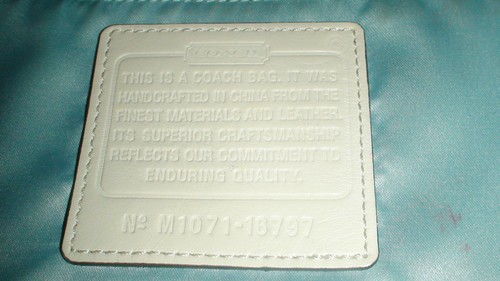 THIS IS A COACH BAG. IT WAS
HANDCRAFTED IN CHINA FROM THE
FINEST MATERIALS AND LEATHER.
ITS SUPERIOR CRAFTSMANSHIP
REFLECTS OUR COMMITMENT TO
ENDURING QUALITY.
Nº M1071-16797